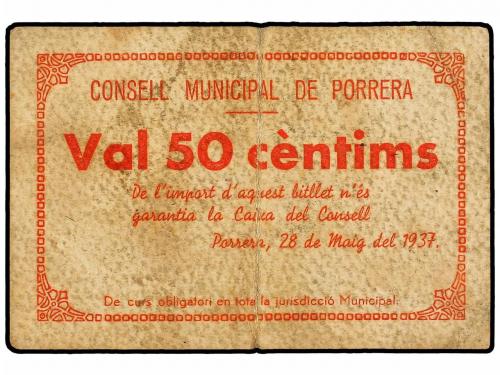 CONSELL MUNICIPAL DE PORRERA
Val 50 cèntims
De l'import d'aquest bitllet n'és
garantia la Caixa del Consell
Porrera, 28 de Maig del 1937.
De curs obligatori en tota la jurisdicció Municipal.